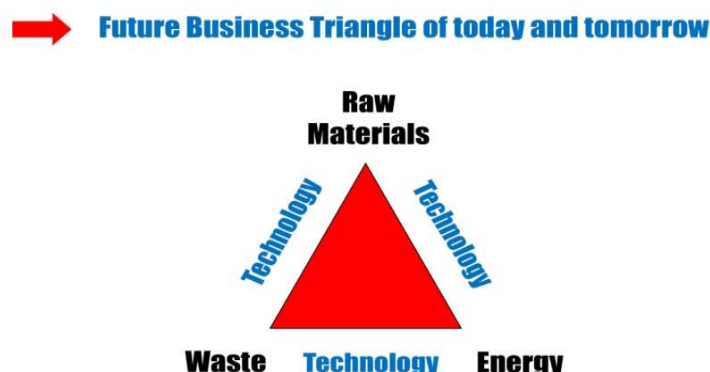 Future Business Triangle of today and tomorrow
Raw
Materials
Technology
Technology
Waste Technology Energy